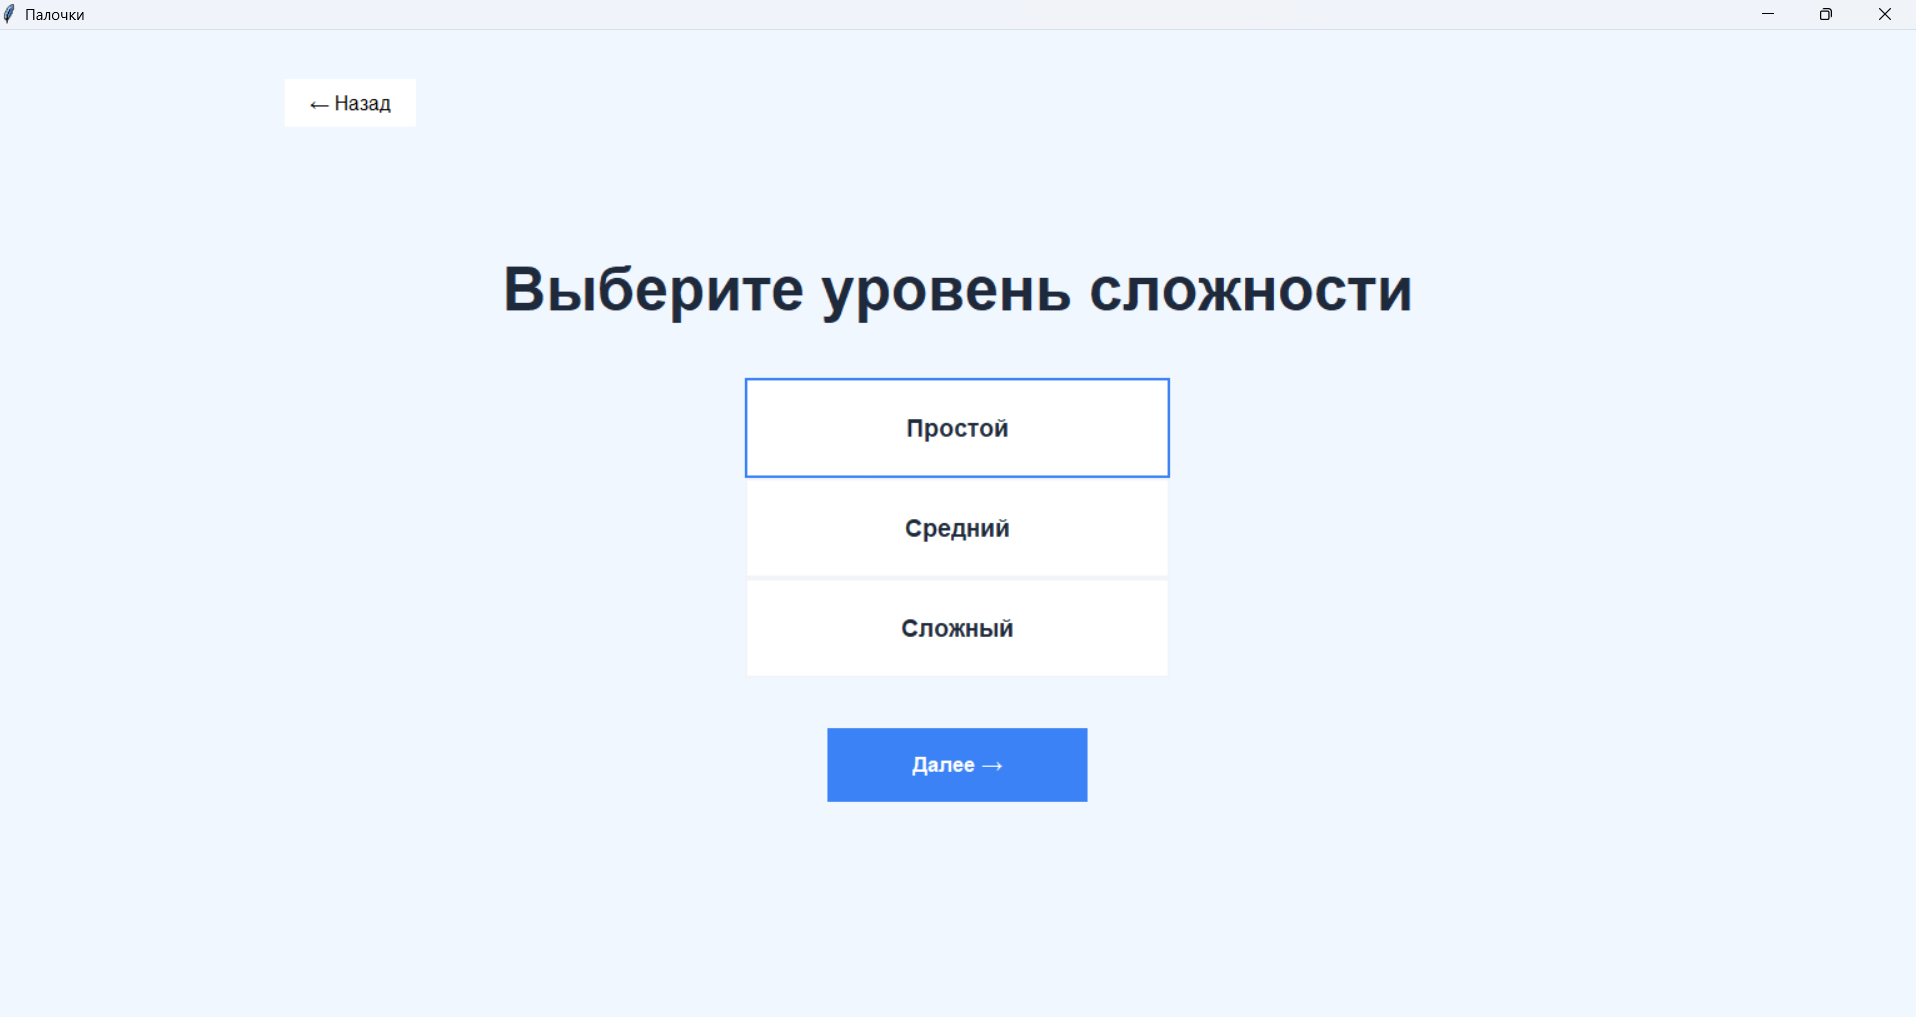 Палочки
← Назад
Выберите уровень сложности
Простой
Средний
Сложный
Далее →